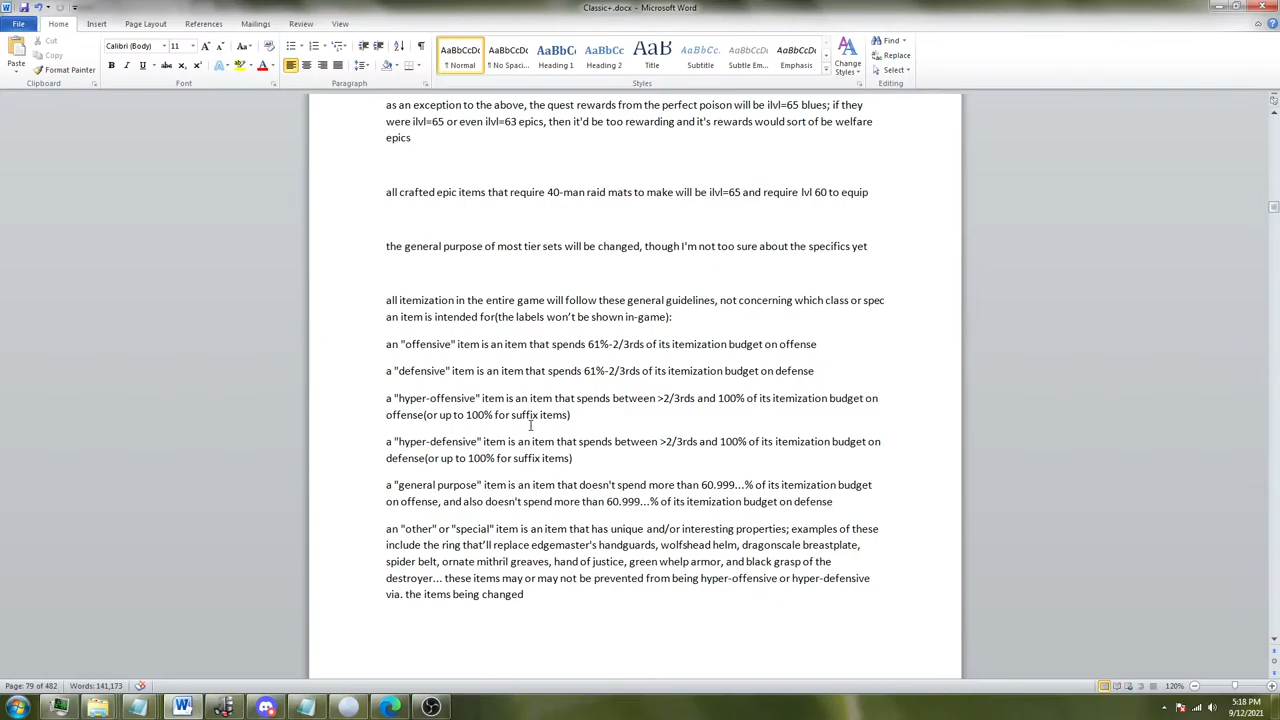 Classic+.docx - Microsoft Word
File Home Insert Page Layout References Mailings Review View
Cut
Copy
Format Painter
Paste
Clipboard
Calibri (Body) 11
Font
Paragraph
AaBbCcDc AaBbCcDc AaBbC AaBbCc AaB AaBbCcDc AaBbCcDc AaBbCcDc
¶ Normal ¶ No Spaci... Heading 1 Heading 2 Title Subtitle Subtle Em... Emphasis
Change Styles
Styles
Find
Replace
Select
Editing
as an exception to the above, the quest rewards from the perfect poison will be ilvl=65 blues; if they
were ilvl=65 or even ilvl=63 epics, then it'd be too rewarding and it's rewards would sort of be welfare
epics
all crafted epic items that require 40-man raid mats to make will be ilvl=65 and require lvl 60 to equip
the general purpose of most tier sets will be changed, though I'm not too sure about the specifics yet
all itemization in the entire game will follow these general guidelines, not concerning which class or spec
an item is intended for(the labels won't be shown in-game):
an "offensive" item is an item that spends 61%-2/3rds of its itemization budget on offense
a "defensive" item is an item that spends 61%-2/3rds of its itemization budget on defense
a "hyper-offensive" item is an item that spends between >2/3rds and 100% of its itemization budget on
offense(or up to 100% for suffix items)
a "hyper-defensive" item is an item that spends between >2/3rds and 100% of its itemization budget on
defense(or up to 100% for suffix items)
a "general purpose" item is an item that doesn't spend more than 60.999...% of its itemization budget
on offense, and also doesn't spend more than 60.999...% of its itemization budget on defense
an "other" or "special" item is an item that has unique and/or interesting properties; examples of these
include the ring that'll replace edgemaster's handguards, wolfshead helm, dragonscale breastplate,
spider belt, ornate mithril greaves, hand of justice, green whelp armor, and black grasp of the
destroyer... these items may or may not be prevented from being hyper-offensive or hyper-defensive
via. the items being changed
Page: 79 of 482 Words: 141,173
120%
5:18 PM
9/12/2021